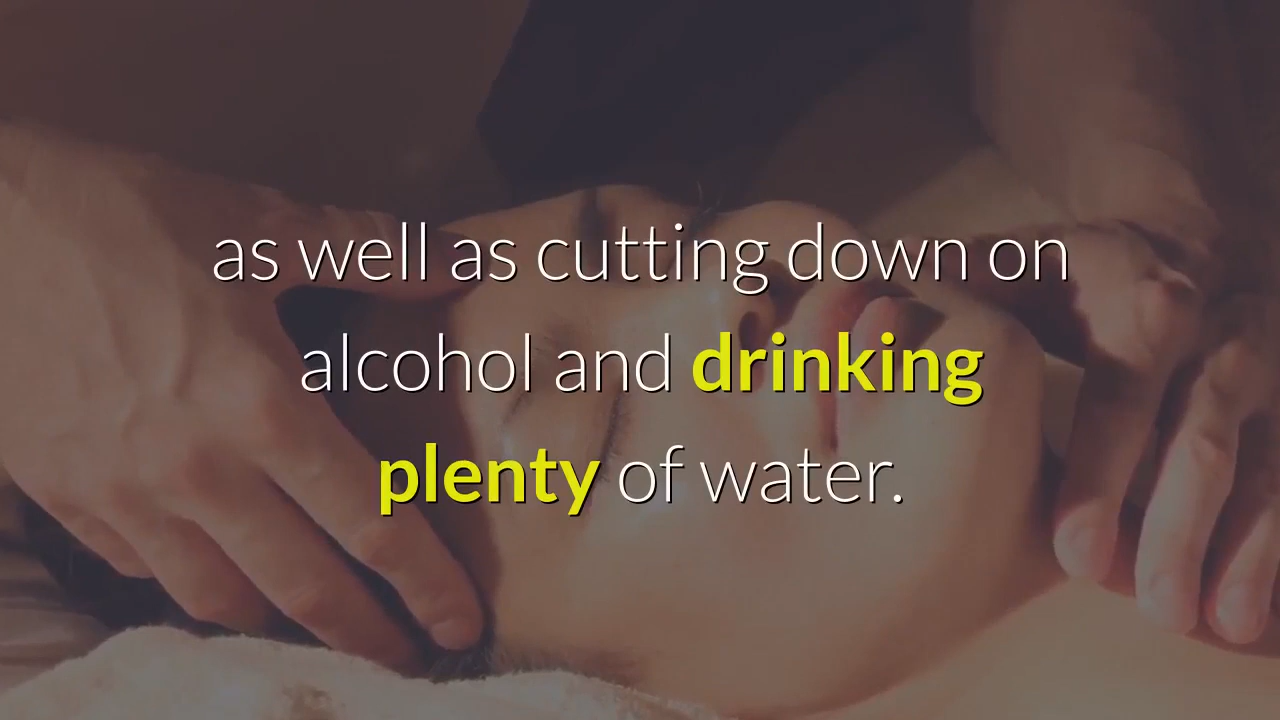 as well as cutting down on
alcohol and drinking
plenty of water.